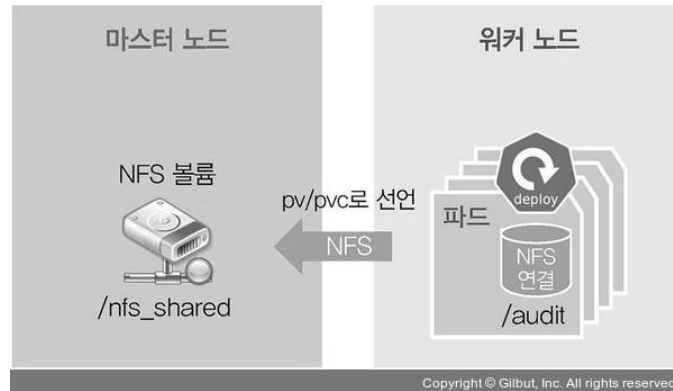 마스터 노드
NFS 볼륨
/nfs_shared
pv/pvc로 선언
NFS
워커 노드
deploy
파드
NFS
연결
/audit
Copyright © Gilbut, Inc. All rights reserved